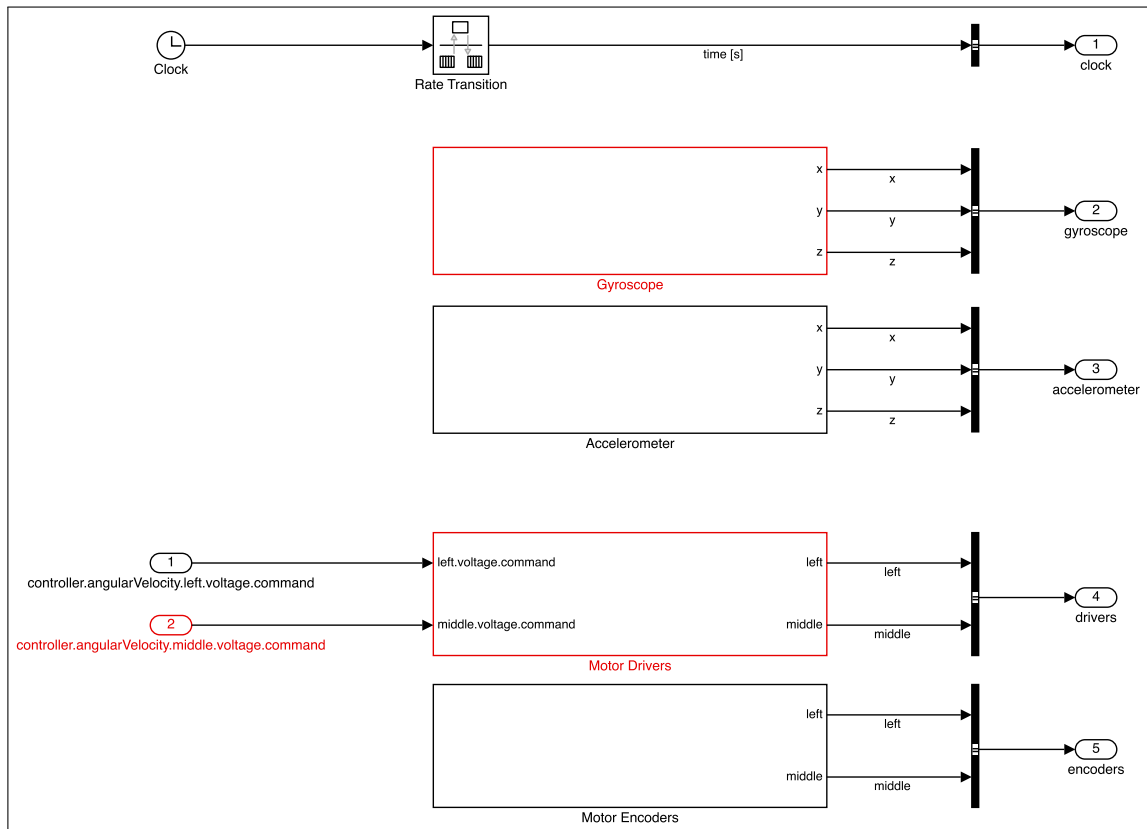 Clock
Rate Transition
time [s]
1
clock
x
x
y
y
z
z
2
gyroscope
Gyroscope
x
x
y
y
z
z
3
accelerometer
Accelerometer
1
controller.angularVelocity.left.voltage.command
2
controller.angularVelocity.middle.voltage.command
left.voltage.command
middle.voltage.command
left
left
middle
middle
4
drivers
Motor Drivers
left
left
middle
middle
5
encoders
Motor Encoders